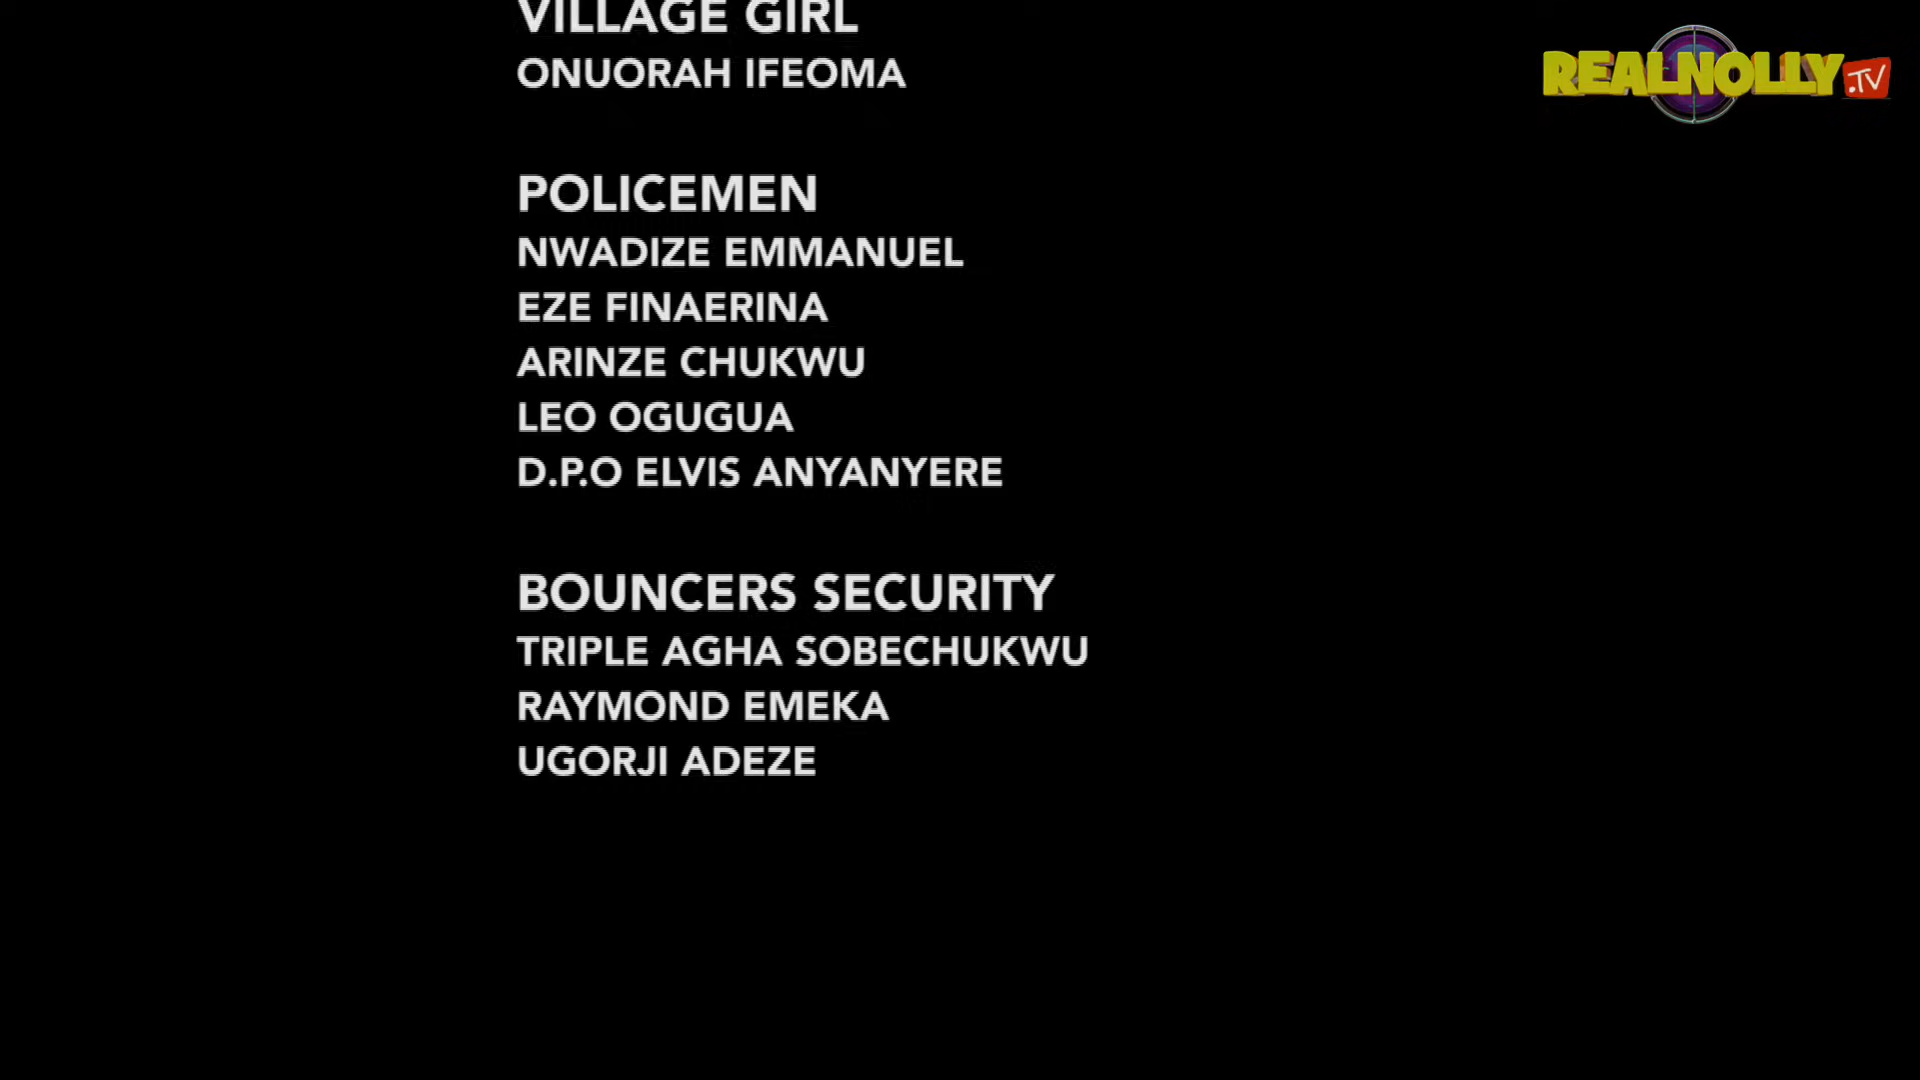 VILLAGE GIRL
ONUORAH IFEOMA
REALNOLLY.TV
POLICEMEN
NWADIZE EMMANUEL
EZE FINAERINA
ARINZE CHUKWU
LEO OGUGUA
D.P.O ELVIS ANYANYERE
BOUNCERS SECURITY
TRIPLE AGHA SOBECHUKWU
RAYMOND EMEKA
UGORJI ADEZE